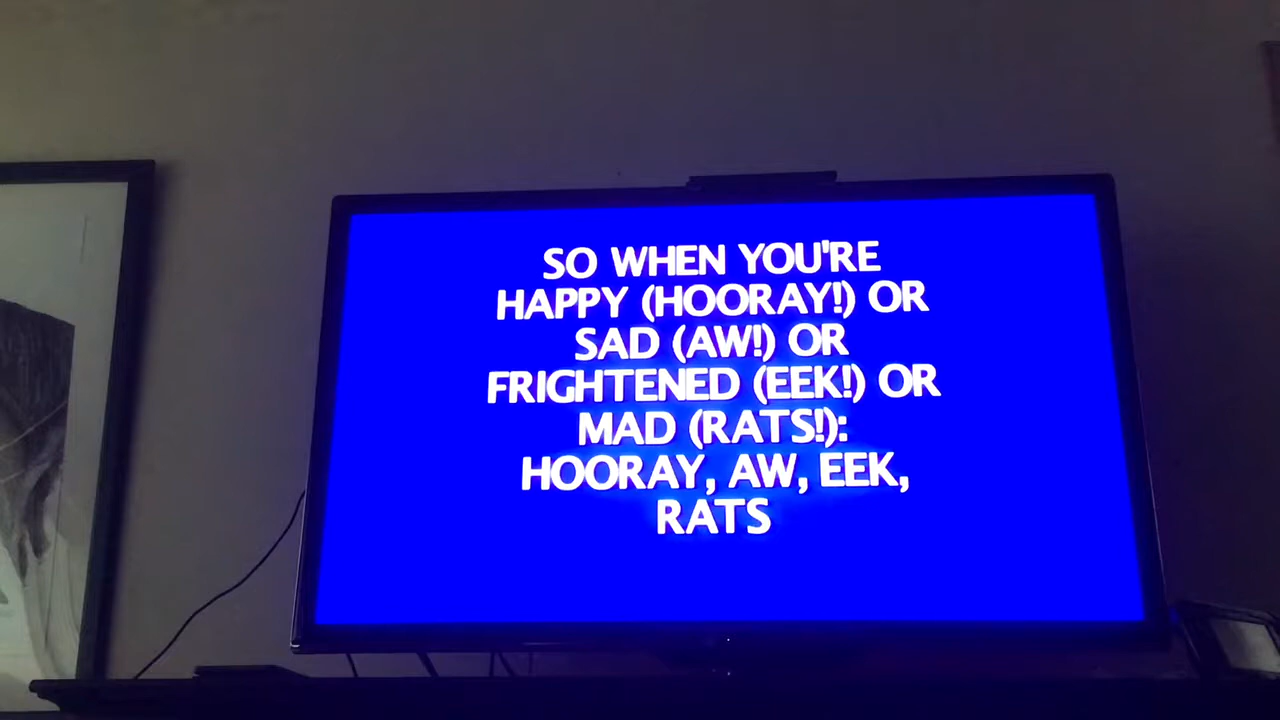 SO WHEN YOU'RE
HAPPY (HOORAY!) OR
SAD (AW!) OR
FRIGHTENED (EEK!) OR
MAD (RATS!):
HOORAY, AW, EEK,
RATS